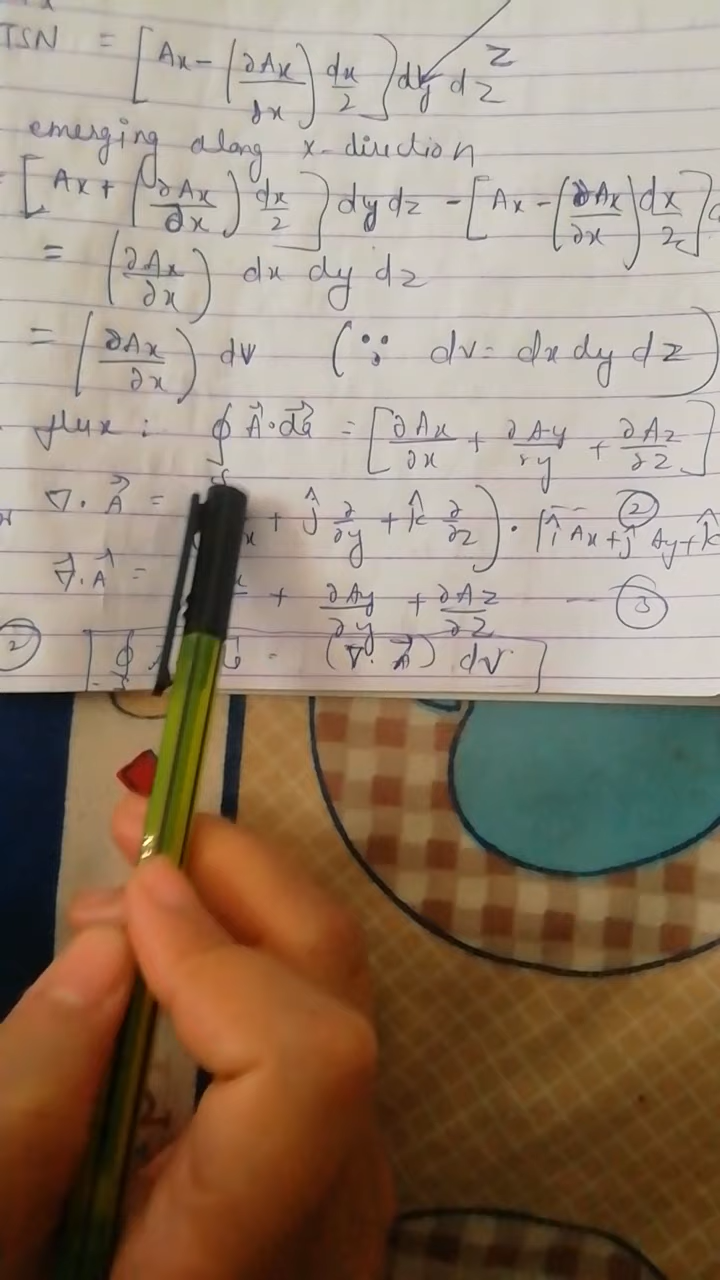 TSN = [Ax - (∂Ax/∂x) dx/2] dy dz z
emerging along x-direction
= [Ax + (∂Ax/∂x) dx/2] dy dz - [Ax - (∂Ax/∂x) dx/2]
= (∂Ax/∂x) dx dy dz
= (∂Ax/∂x) dv (∵ dv = dx dy dz)
flux : ∮ A⃗·da⃗ = [∂Ax/∂x + ∂Ay/∂y + ∂Az/∂z]
②
∇·A⃗ = x + ĵ ∂/∂y + k̂ ∂/∂z) · [î Ax + ĵ Ay + k̂
∇·A⃗ = + ∂Ay/∂y + ∂Az/∂z — ③
② ∮ = (∇·A⃗) dv